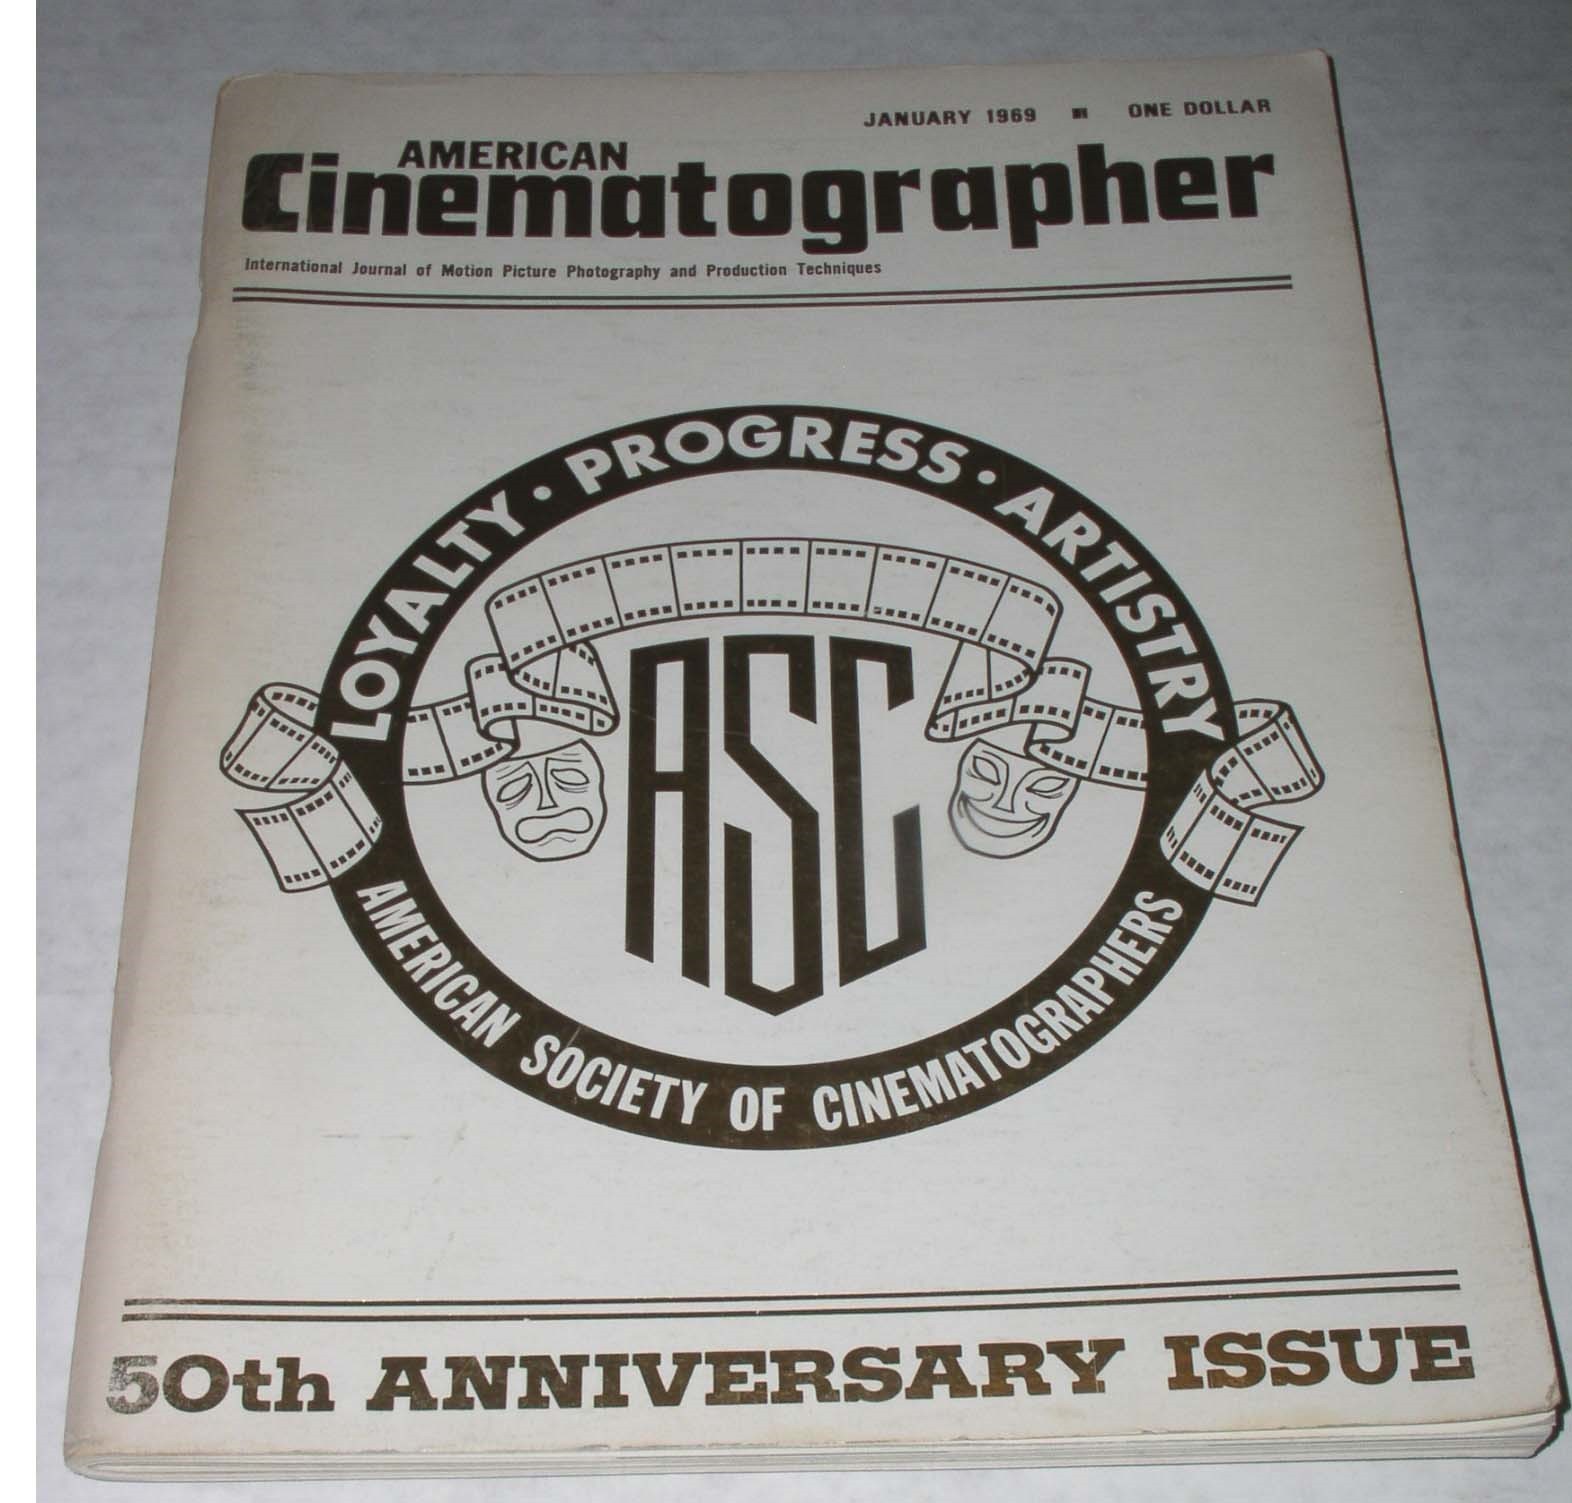 JANUARY 1969 ■ ONE DOLLAR
AMERICAN
Cinematographer
International Journal of Motion Picture Photography and Production Techniques
LOYALTY • PROGRESS • ARTISTRY
ASC
AMERICAN SOCIETY OF CINEMATOGRAPHERS
50th ANNIVERSARY ISSUE